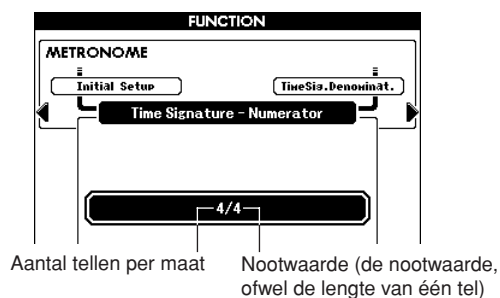 FUNCTION
METRONOME
Initial Setup
TimeSig.Denominat.
Time Signature - Numerator
4/4
Aantal tellen per maat
Nootwaarde (de nootwaarde,
ofwel de lengte van één tel)